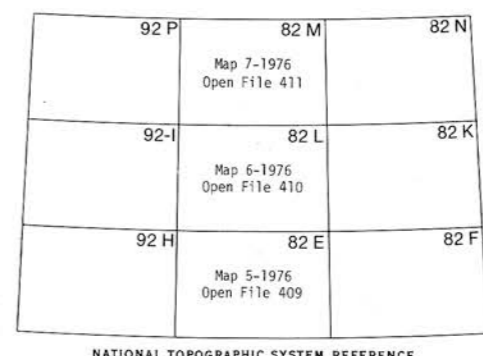 92 P
82 M
82 N
Map 7-1976
Open File 411
92-I
82 L
82 K
Map 6-1976
Open File 410
92 H
82 E
82 F
Map 5-1976
Open File 409
NATIONAL TOPOGRAPHIC SYSTEM REFERENCE